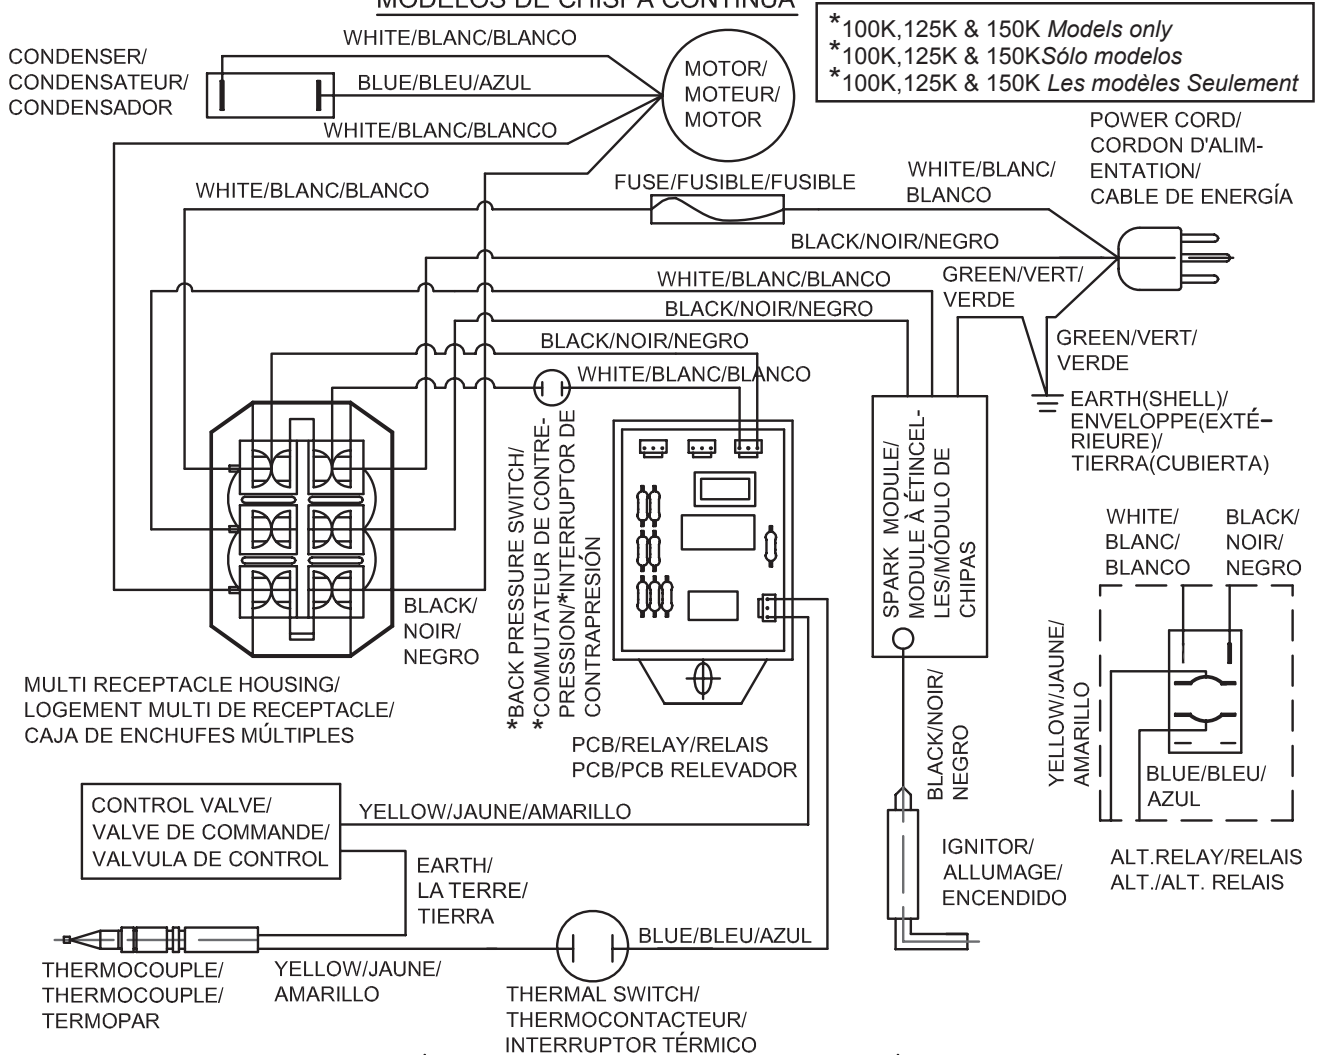 MODELOS DE CHISPA CONTINUA
*100K,125K & 150K Models only
*100K,125K & 150K Sólo modelos
*100K,125K & 150K Les modèles Seulement
CONDENSER/
CONDENSATEUR/
CONDENSADOR
WHITE/BLANC/BLANCO
BLUE/BLEU/AZUL
WHITE/BLANC/BLANCO
MOTOR/
MOTEUR/
MOTOR
POWER CORD/
CORDON D'ALIM-
ENTATION/
CABLE DE ENERGÍA
WHITE/BLANC/BLANCO
FUSE/FUSIBLE/FUSIBLE
WHITE/BLANC/
BLANCO
BLACK/NOIR/NEGRO
WHITE/BLANC/BLANCO
GREEN/VERT/
VERDE
BLACK/NOIR/NEGRO
BLACK/NOIR/NEGRO
GREEN/VERT/
VERDE
WHITE/BLANC/BLANCO
EARTH(SHELL)/
ENVELOPPE(EXTÉ-
RIEURE)/
TIERRA(CUBIERTA)
*BACK PRESSURE SWITCH/
*COMMUTATEUR DE CONTRE-
PRESSION/*INTERRUPTOR DE
CONTRAPRESIÓN
SPARK MODULE/
MODULE À ÉTINCEL-
LES/MÓDULO DE
CHIPAS
WHITE/
BLANC/
BLANCO
BLACK/
NOIR/
NEGRO
BLACK/
NOIR/
NEGRO
MULTI RECEPTACLE HOUSING/
LOGEMENT MULTI DE RECEPTACLE/
CAJA DE ENCHUFES MÚLTIPLES
PCB/RELAY/RELAIS
PCB/PCB RELEVADOR
BLACK/NOIR/
NEGRO
YELLOW/JAUNE/
AMARILLO
BLUE/BLEU/
AZUL
CONTROL VALVE/
VALVE DE COMMANDE/
VALVULA DE CONTROL
YELLOW/JAUNE/AMARILLO
EARTH/
LA TERRE/
TIERRA
IGNITOR/
ALLUMAGE/
ENCENDIDO
ALT.RELAY/RELAIS
ALT./ALT. RELAIS
BLUE/BLEU/AZUL
THERMOCOUPLE/
THERMOCOUPLE/
TERMOPAR
YELLOW/JAUNE/
AMARILLO
THERMAL SWITCH/
THERMOCONTACTEUR/
INTERRUPTOR TÉRMICO